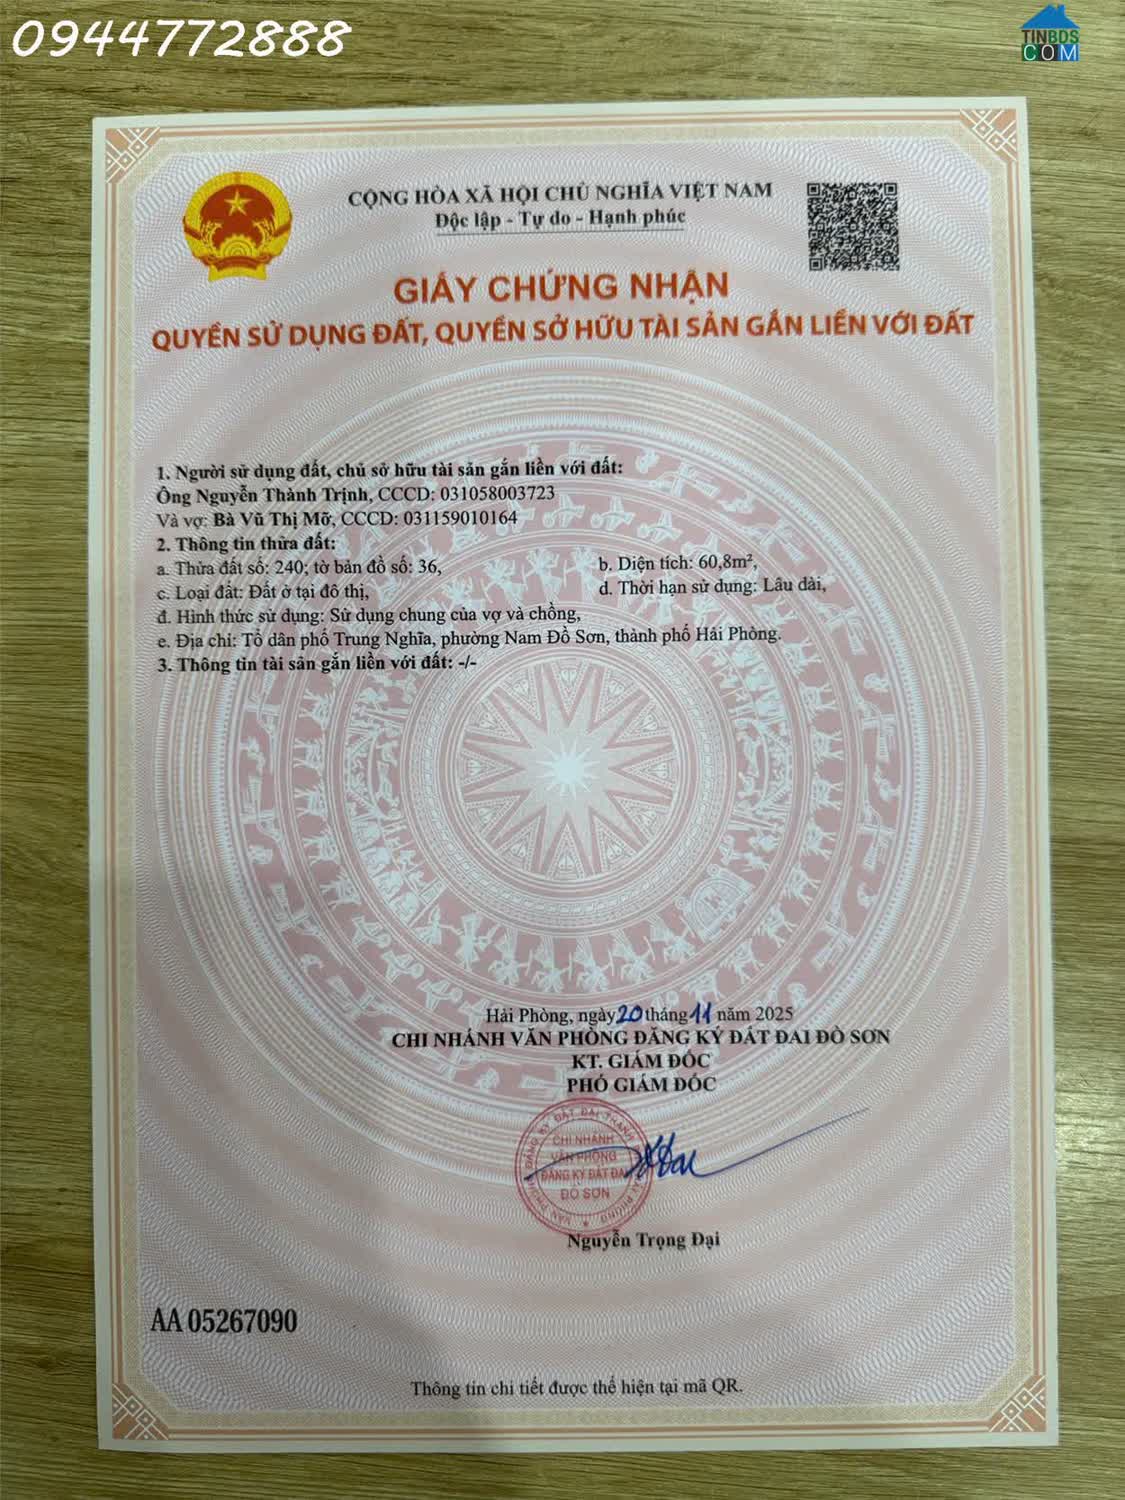 0944772888
TINBDS
COM
CỘNG HÒA XÃ HỘI CHỦ NGHĨA VIỆT NAM
Độc lập - Tự do - Hạnh phúc
GIẤY CHỨNG NHẬN
QUYỀN SỬ DỤNG ĐẤT, QUYỀN SỞ HỮU TÀI SẢN GẮN LIỀN VỚI ĐẤT
1. Người sử dụng đất, chủ sở hữu tài sản gắn liền với đất:
Ông Nguyễn Thành Trịnh, CCCD: 031058003723
Và vợ: Bà Vũ Thị Mỡ, CCCD: 031159010164
2. Thông tin thửa đất:
a. Thửa đất số: 240; tờ bản đồ số: 36,
b. Diện tích: 60,8m²,
c. Loại đất: Đất ở tại đô thị,
d. Thời hạn sử dụng: Lâu dài,
đ. Hình thức sử dụng: Sử dụng chung của vợ và chồng,
e. Địa chỉ: Tổ dân phố Trung Nghĩa, phường Nam Đồ Sơn, thành phố Hải Phòng.
3. Thông tin tài sản gắn liền với đất: -/-
Hải Phòng, ngày 20 tháng 11 năm 2025
CHI NHÁNH VĂN PHÒNG ĐĂNG KÝ ĐẤT ĐAI ĐỒ SƠN
KT. GIÁM ĐỐC
PHÓ GIÁM ĐỐC
CHI NHÁNH
VĂN PHÒNG
ĐĂNG KÝ ĐẤT ĐAI
ĐỒ SƠN
Nguyễn Trọng Đại
AA 05267090
Thông tin chi tiết được thể hiện tại mã QR.